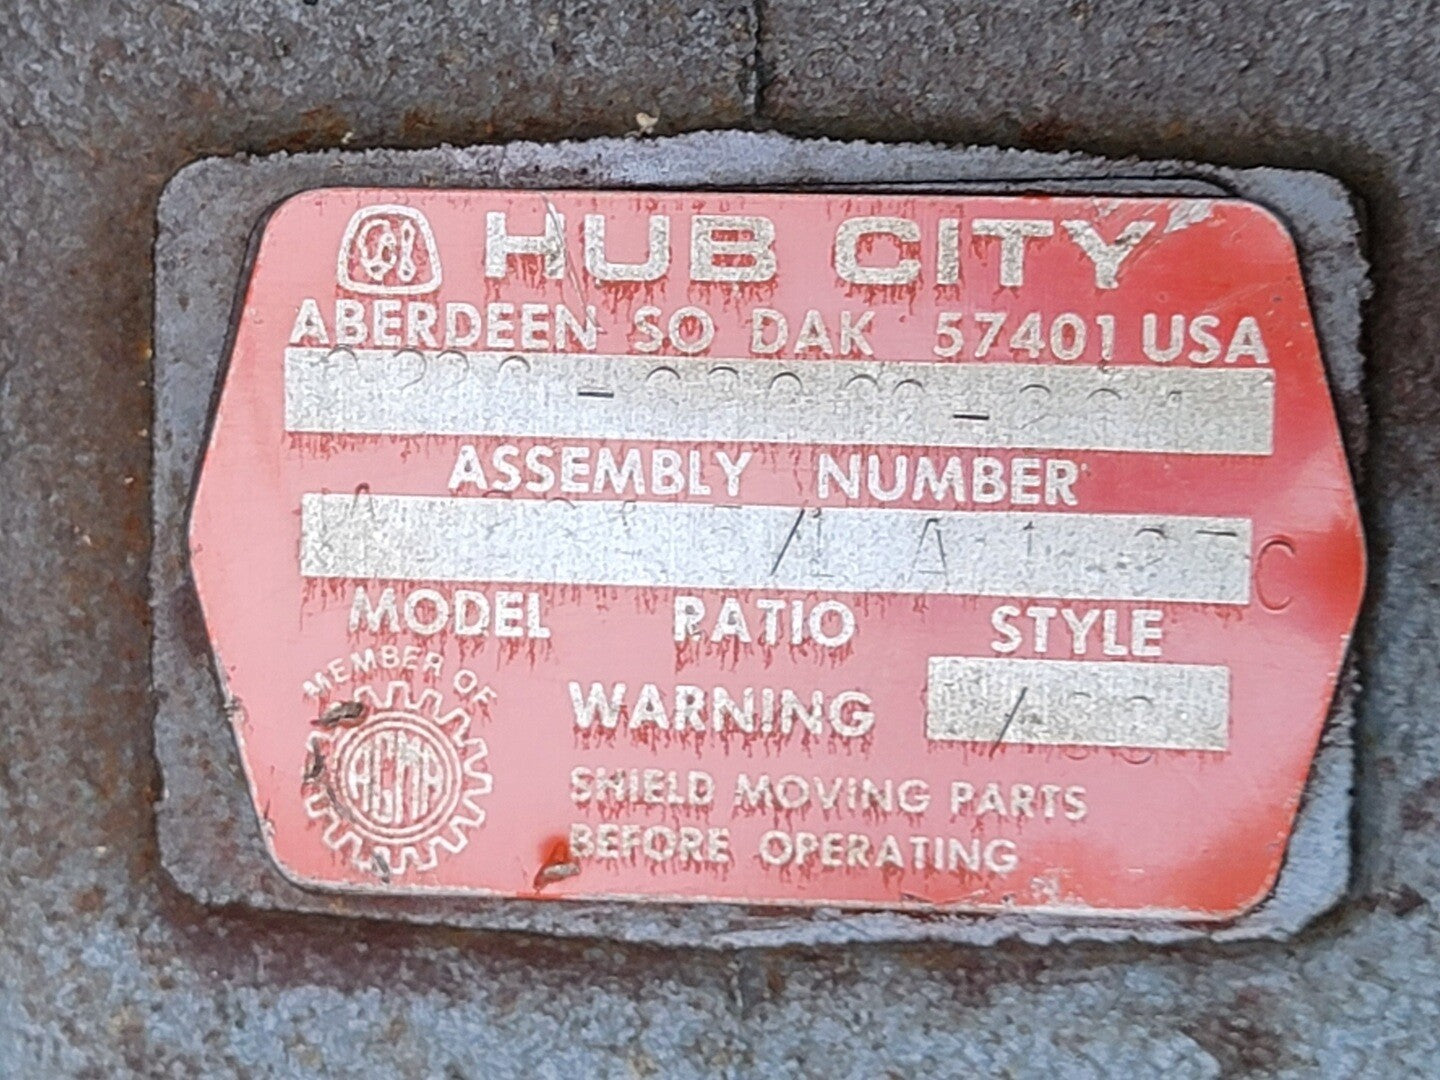 HUB CITY
ABERDEEN SO DAK 57401 USA
ASSEMBLY NUMBER
MODEL RATIO STYLE
MEMBER OF
AGMA
WARNING
SHIELD MOVING PARTS
BEFORE OPERATING